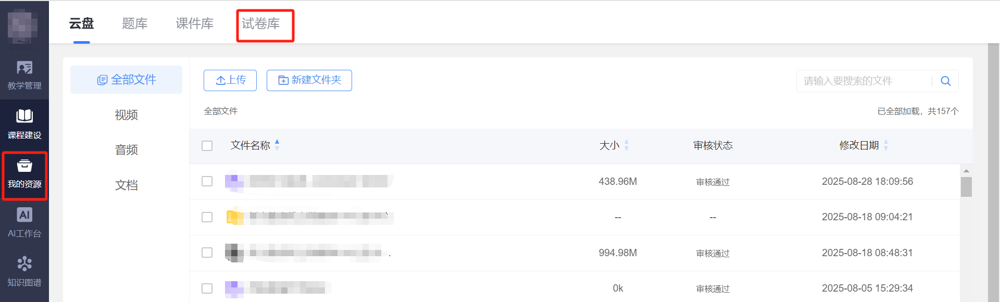 云盘 题库 课件库 试卷库
教学管理
课程建设
我的资源
AI
AI工作台
知识图谱
全部文件
视频
音频
文档
上传 新建文件夹 请输入要搜索的文件
全部文件 已全部加载，共157个
文件名称 大小 审核状态 修改日期
438.96M 审核通过 2025-08-28 18:09:56
-- -- 2025-08-18 09:04:21
994.98M 审核通过 2025-08-18 08:48:31
0k 审核通过 2025-08-05 15:29:34